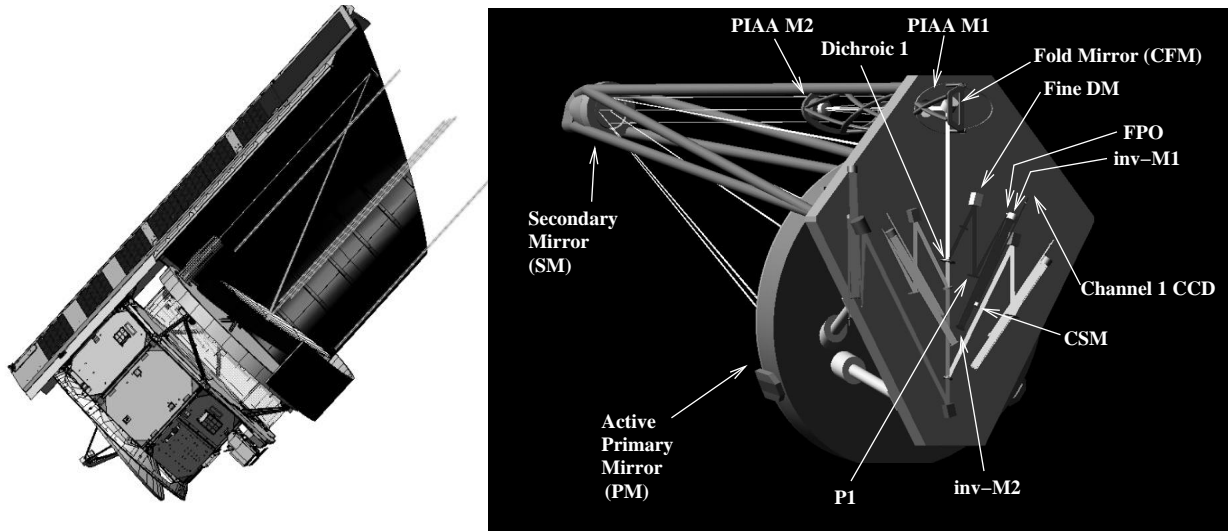 PIAA M2
PIAA M1
Dichroic 1
Fold Mirror (CFM)
Fine DM
FPO
inv−M1
Secondary
Mirror
(SM)
Channel 1 CCD
CSM
Active
Primary
Mirror
(PM)
P1
inv−M2